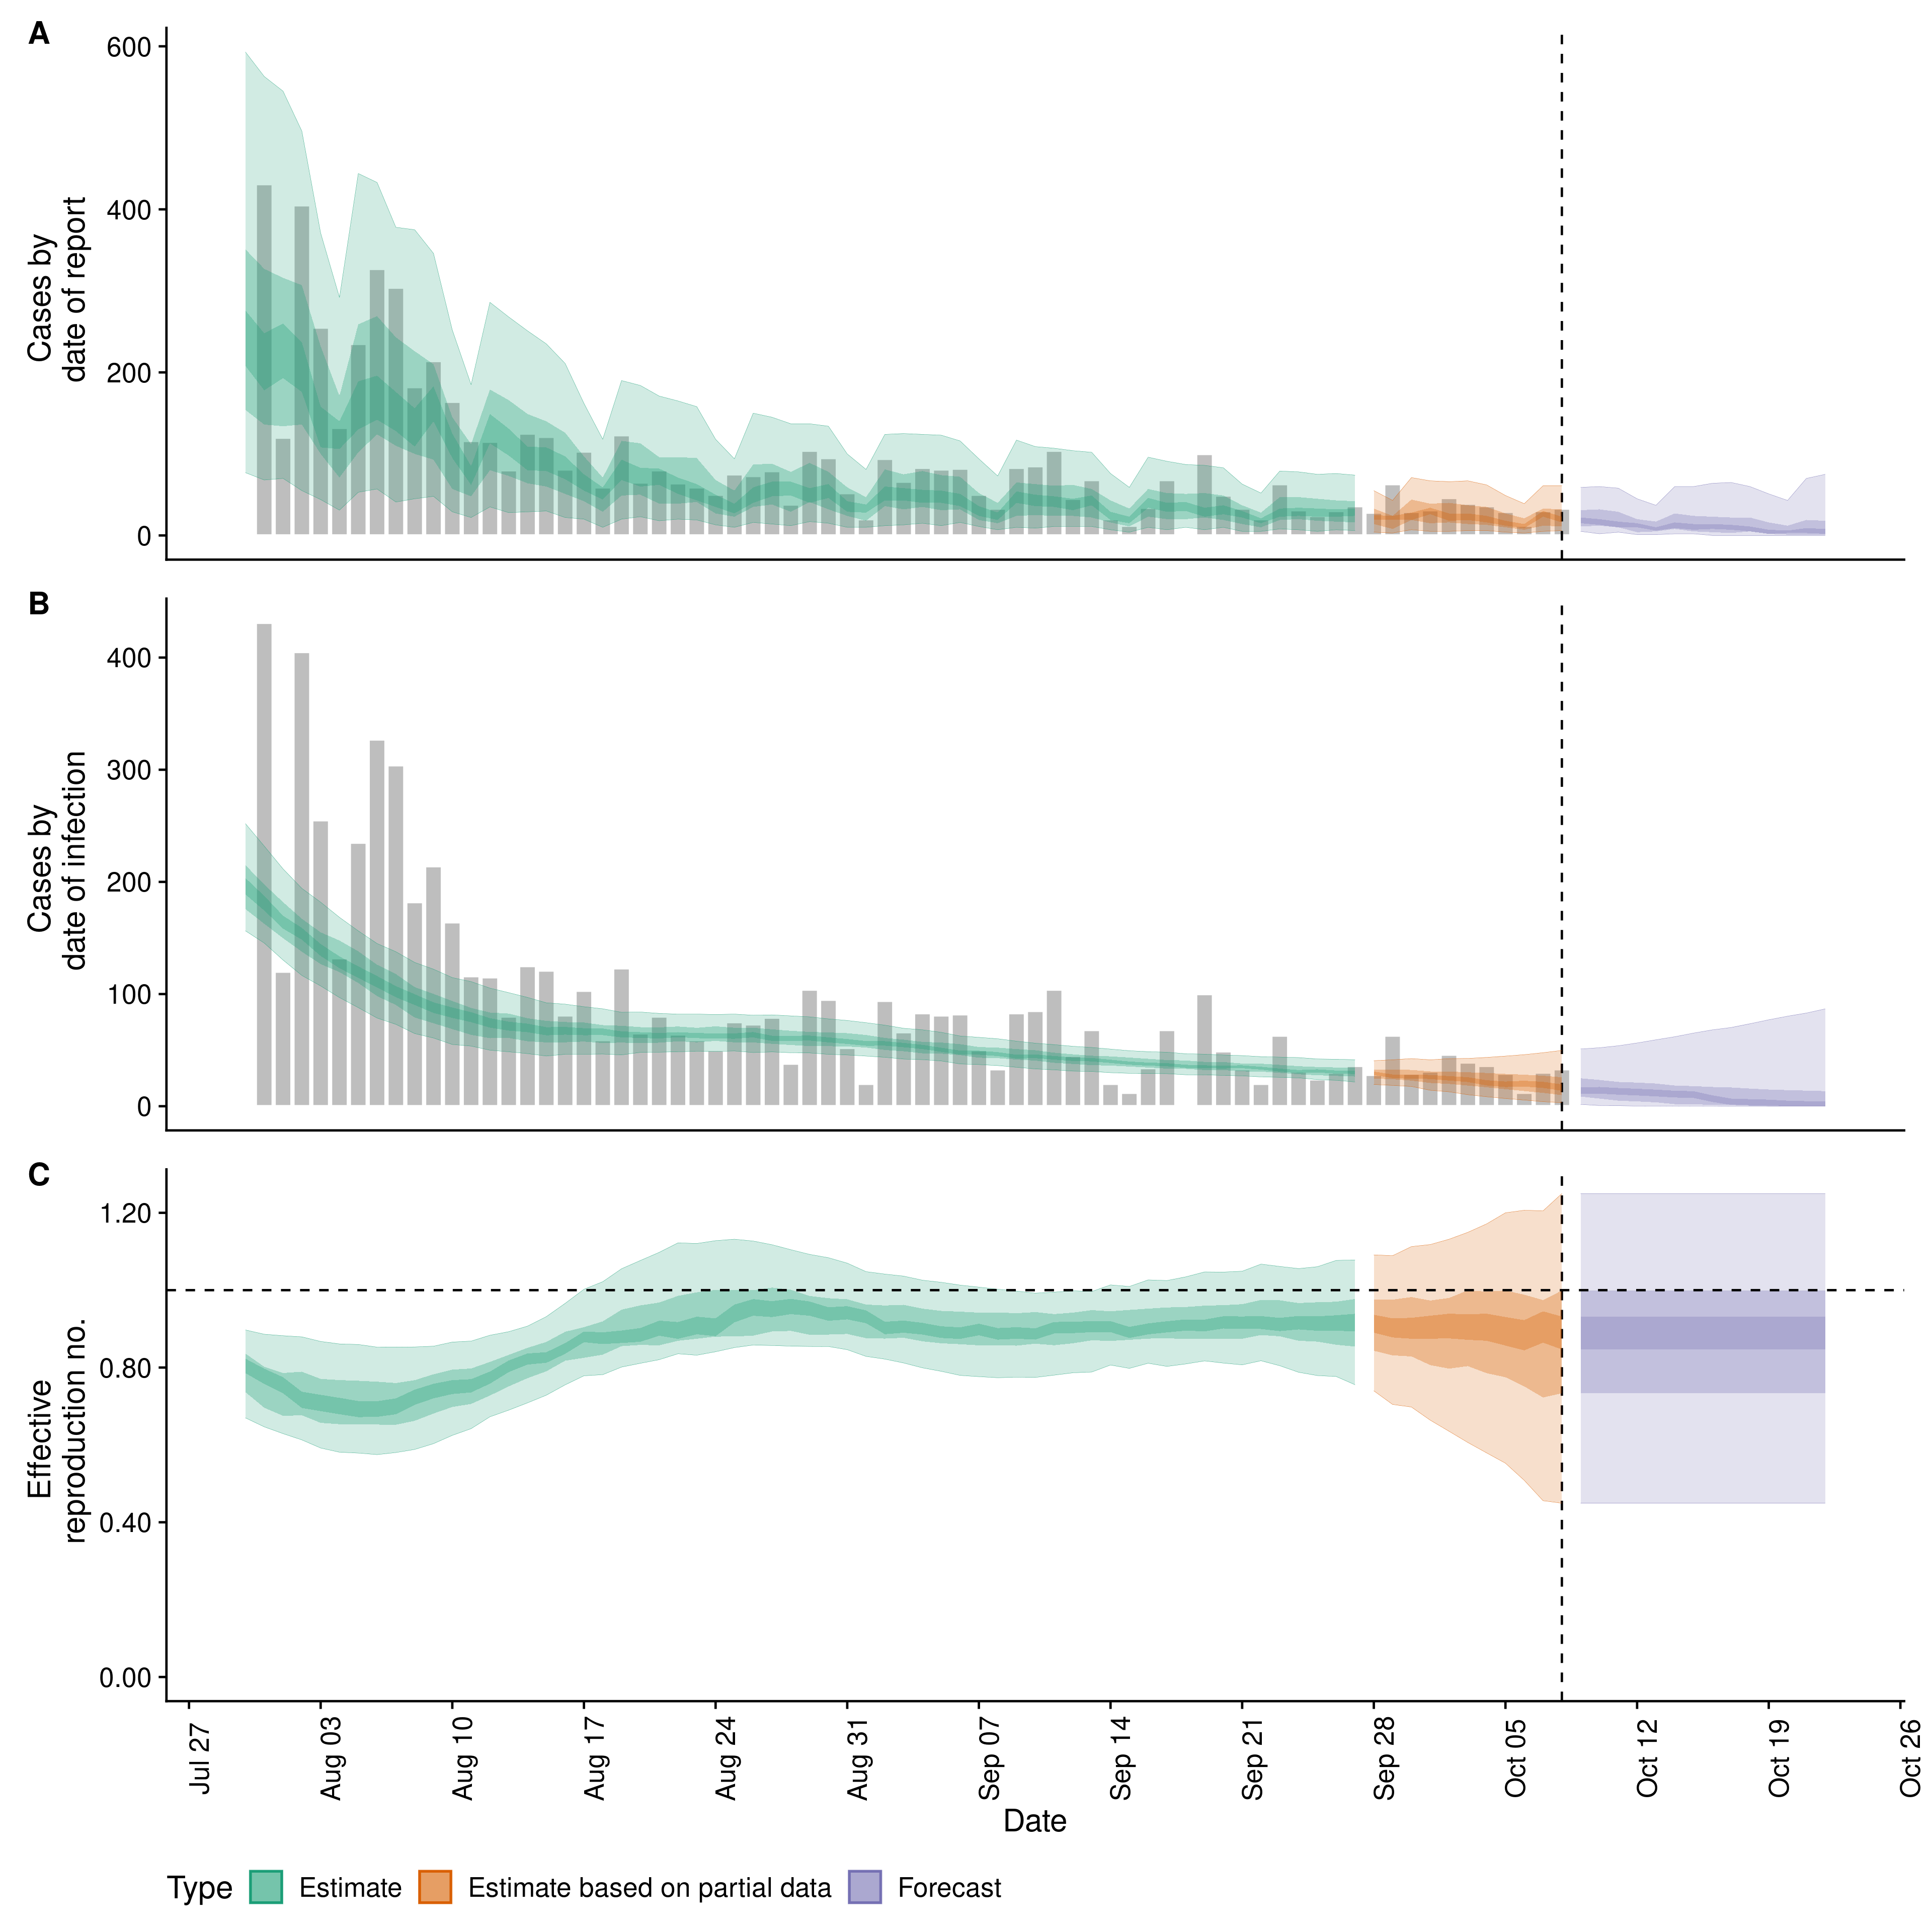 A
600
400
200
0
Cases by
date of report
B
400
300
200
100
0
Cases by
date of infection
C
1.20
0.80
0.40
0.00
Effective
reproduction no.
Jul 27
Aug 03
Aug 10
Aug 17
Aug 24
Aug 31
Sep 07
Sep 14
Sep 21
Sep 28
Oct 05
Oct 12
Oct 19
Oct 26
Date
Type Estimate Estimate based on partial data Forecast